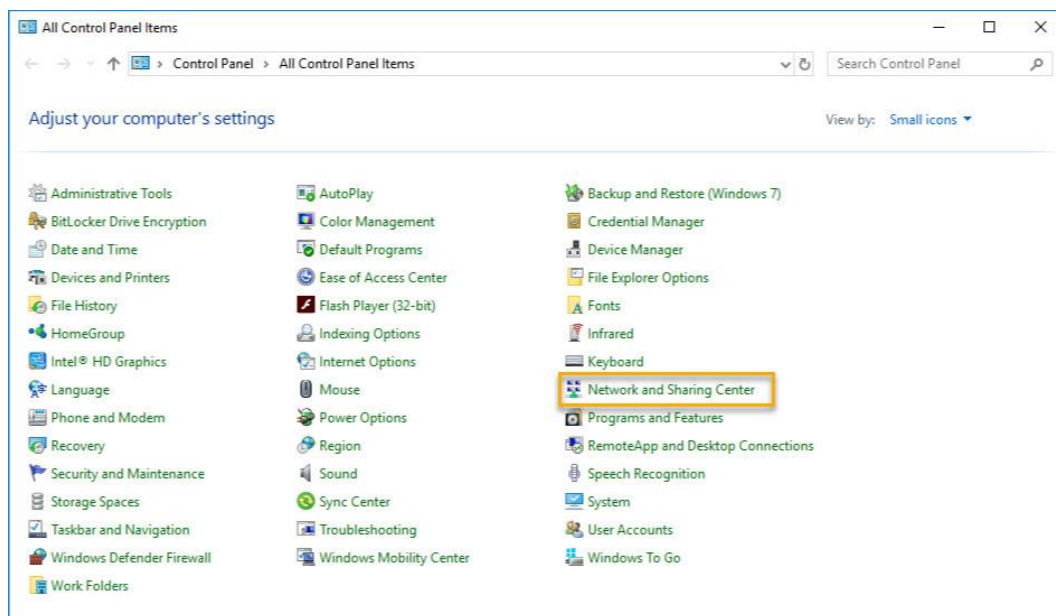 All Control Panel Items
Control Panel > All Control Panel Items
Search Control Panel
Adjust your computer's settings
View by: Small icons
Administrative Tools
AutoPlay
Backup and Restore (Windows 7)
BitLocker Drive Encryption
Color Management
Credential Manager
Date and Time
Default Programs
Device Manager
Devices and Printers
Ease of Access Center
File Explorer Options
File History
Flash Player (32-bit)
Fonts
HomeGroup
Indexing Options
Infrared
Intel® HD Graphics
Internet Options
Keyboard
Language
Mouse
Network and Sharing Center
Phone and Modem
Power Options
Programs and Features
Recovery
Region
RemoteApp and Desktop Connections
Security and Maintenance
Sound
Speech Recognition
Storage Spaces
Sync Center
System
Taskbar and Navigation
Troubleshooting
User Accounts
Windows Defender Firewall
Windows Mobility Center
Windows To Go
Work Folders